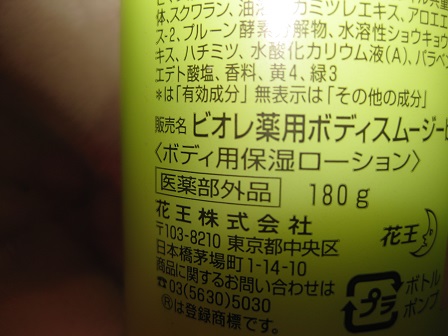 体、スクワラン、油溶
カミツレエキス、アロエエ
ス-2、プルーン酵素分解物、水溶性ショウキョウ
キス、ハチミツ、水酸化カリウム液(A)、パラベ
エデト酸塩、香料、黄4、緑3
*は「有効成分」無表示は「その他の成分」
販売名 ビオレ薬用ボディスムージーE
〈ボディ用保湿ローション〉
医薬部外品 180g
花王株式会社
〒103-8210 東京都中央区
日本橋茅場町1-14-10
花王
商品に関するお問い合わせは
☎03(5630)5030
Ⓡは登録商標です。
プラ
ボトル
ポンプ